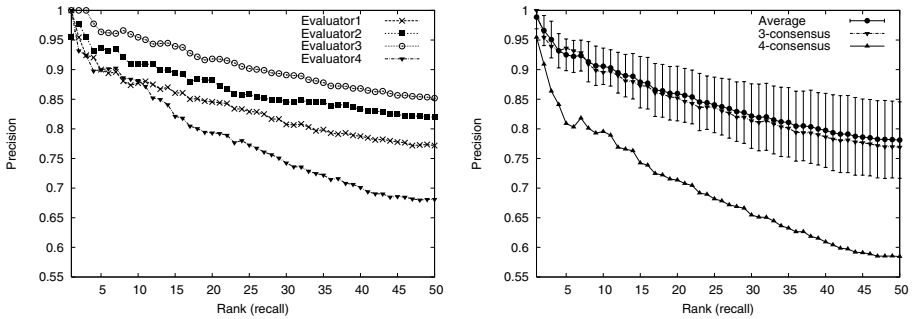 Evaluator1
Evaluator2
Evaluator3
Evaluator4
1
0.95
0.9
0.85
0.8
0.75
0.7
0.65
0.6
0.55
Precision
5 10 15 20 25 30 35 40 45 50
Rank (recall)
Average
3-consensus
4-consensus
1
0.95
0.9
0.85
0.8
0.75
0.7
0.65
0.6
0.55
Precision
5 10 15 20 25 30 35 40 45 50
Rank (recall)